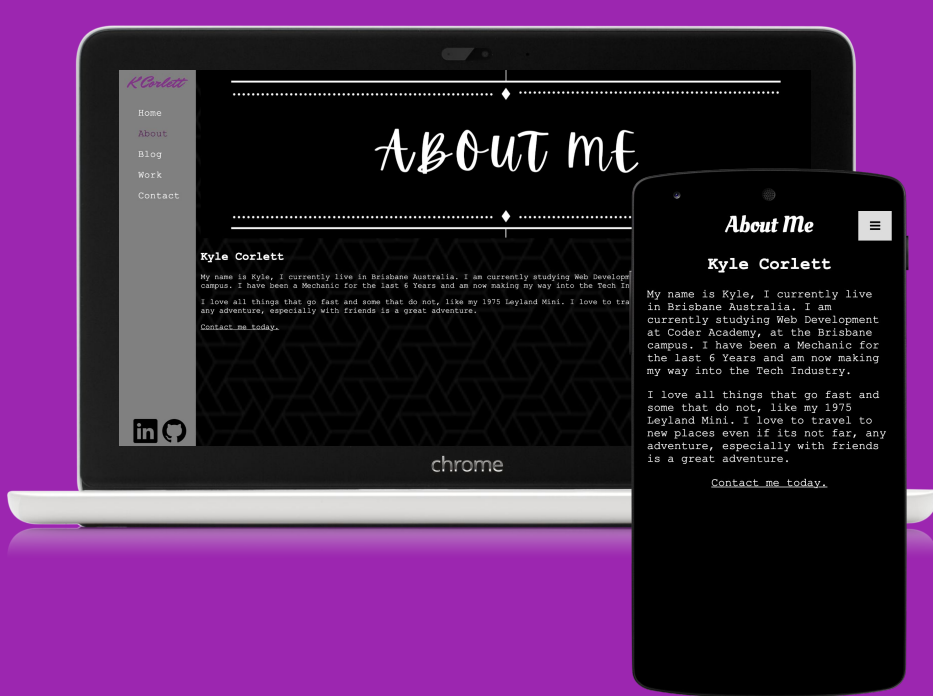 K Corlett
Home
About
Blog
Work
Contact
ABOUT ME
Kyle Corlett
My name is Kyle, I currently live in Brisbane Australia. I am currently studying Web Developm
campus. I have been a Mechanic for the last 6 Years and am now making my way into the Tech In
I love all things that go fast and some that do not, like my 1975 Leyland Mini. I love to tra
any adventure, especially with friends is a great adventure.
Contact me today.
in
chrome
About Me
Kyle Corlett
My name is Kyle, I currently live
in Brisbane Australia. I am
currently studying Web Development
at Coder Academy, at the Brisbane
campus. I have been a Mechanic for
the last 6 Years and am now making
my way into the Tech Industry.
I love all things that go fast and
some that do not, like my 1975
Leyland Mini. I love to travel to
new places even if its not far, any
adventure, especially with friends
is a great adventure.
Contact me today.